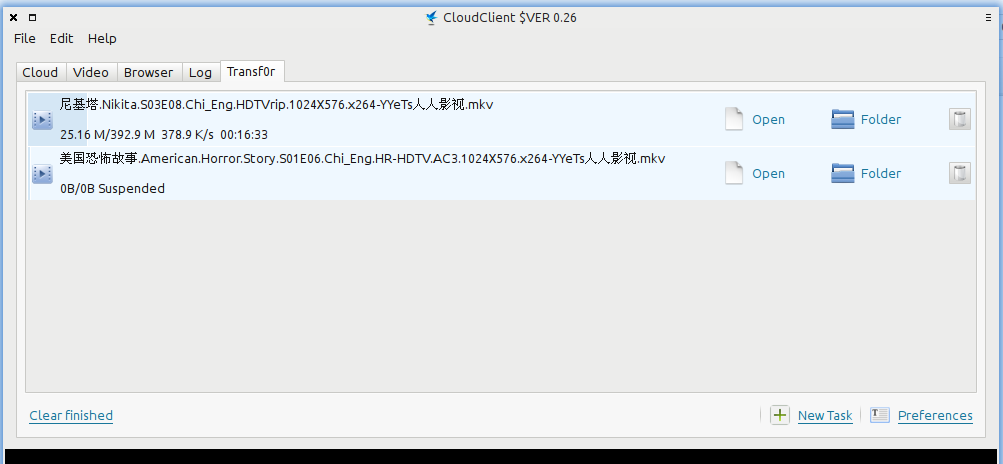 CloudClient $VER 0.26
File Edit Help
Cloud Video Browser Log Transf0r
尼基塔.Nikita.S03E08.Chi_Eng.HDTVrip.1024X576.x264-YYeTs人人影视.mkv
Open Folder
25.16 M/392.9 M 378.9 K/s 00:16:33
美国恐怖故事.American.Horror.Story.S01E06.Chi_Eng.HR-HDTV.AC3.1024X576.x264-YYeTs人人影视.mkv
Open Folder
0B/0B Suspended
Clear finished New Task Preferences